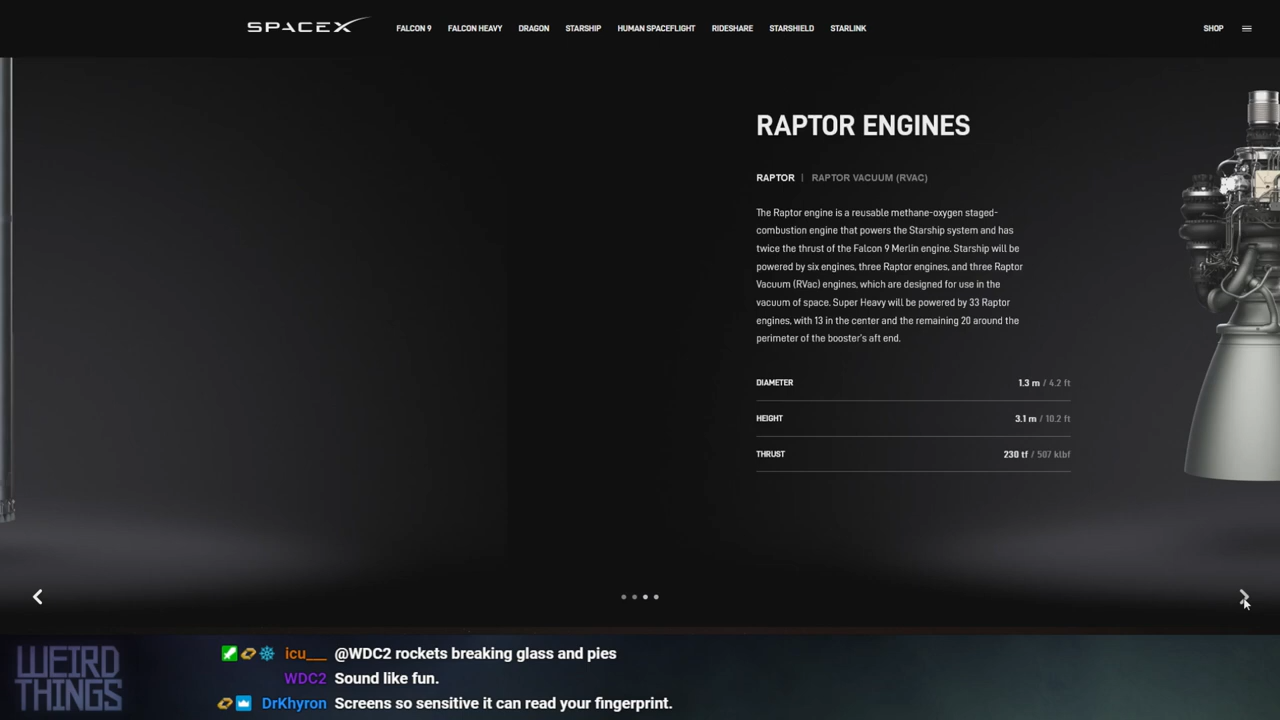 SPACEX
FALCON 9 FALCON HEAVY DRAGON STARSHIP HUMAN SPACEFLIGHT RIDESHARE STARSHIELD STARLINK SHOP
RAPTOR ENGINES
RAPTOR | RAPTOR VACUUM (RVAC)
The Raptor engine is a reusable methane-oxygen staged-
combustion engine that powers the Starship system and has
twice the thrust of the Falcon 9 Merlin engine. Starship will be
powered by six engines, three Raptor engines, and three Raptor
Vacuum (RVac) engines, which are designed for use in the
vacuum of space. Super Heavy will be powered by 33 Raptor
engines, with 13 in the center and the remaining 20 around the
perimeter of the booster's aft end.
DIAMETER 1.3 m / 4.2 ft
HEIGHT 3.1 m / 10.2 ft
THRUST 230 tf / 507 klbf
WEIRD
THINGS
icu___ @WDC2 rockets breaking glass and pies
WDC2 Sound like fun.
DrKhyron Screens so sensitive it can read your fingerprint.